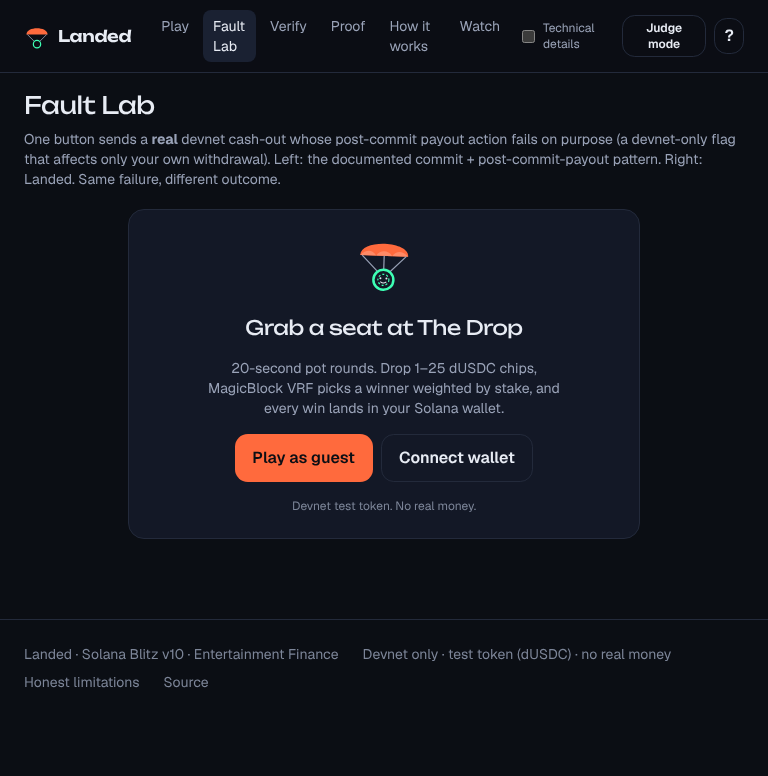 Landed
Play
Fault
Lab
Verify
Proof
How it
works
Watch
Technical
details
Judge
mode
?
Fault Lab
One button sends a real devnet cash-out whose post-commit payout action fails on purpose (a devnet-only flag
that affects only your own withdrawal). Left: the documented commit + post-commit-payout pattern. Right:
Landed. Same failure, different outcome.
Grab a seat at The Drop
20-second pot rounds. Drop 1–25 dUSDC chips,
MagicBlock VRF picks a winner weighted by stake, and
every win lands in your Solana wallet.
Play as guest
Connect wallet
Devnet test token. No real money.
Landed · Solana Blitz v10 · Entertainment Finance
Devnet only · test token (dUSDC) · no real money
Honest limitations
Source